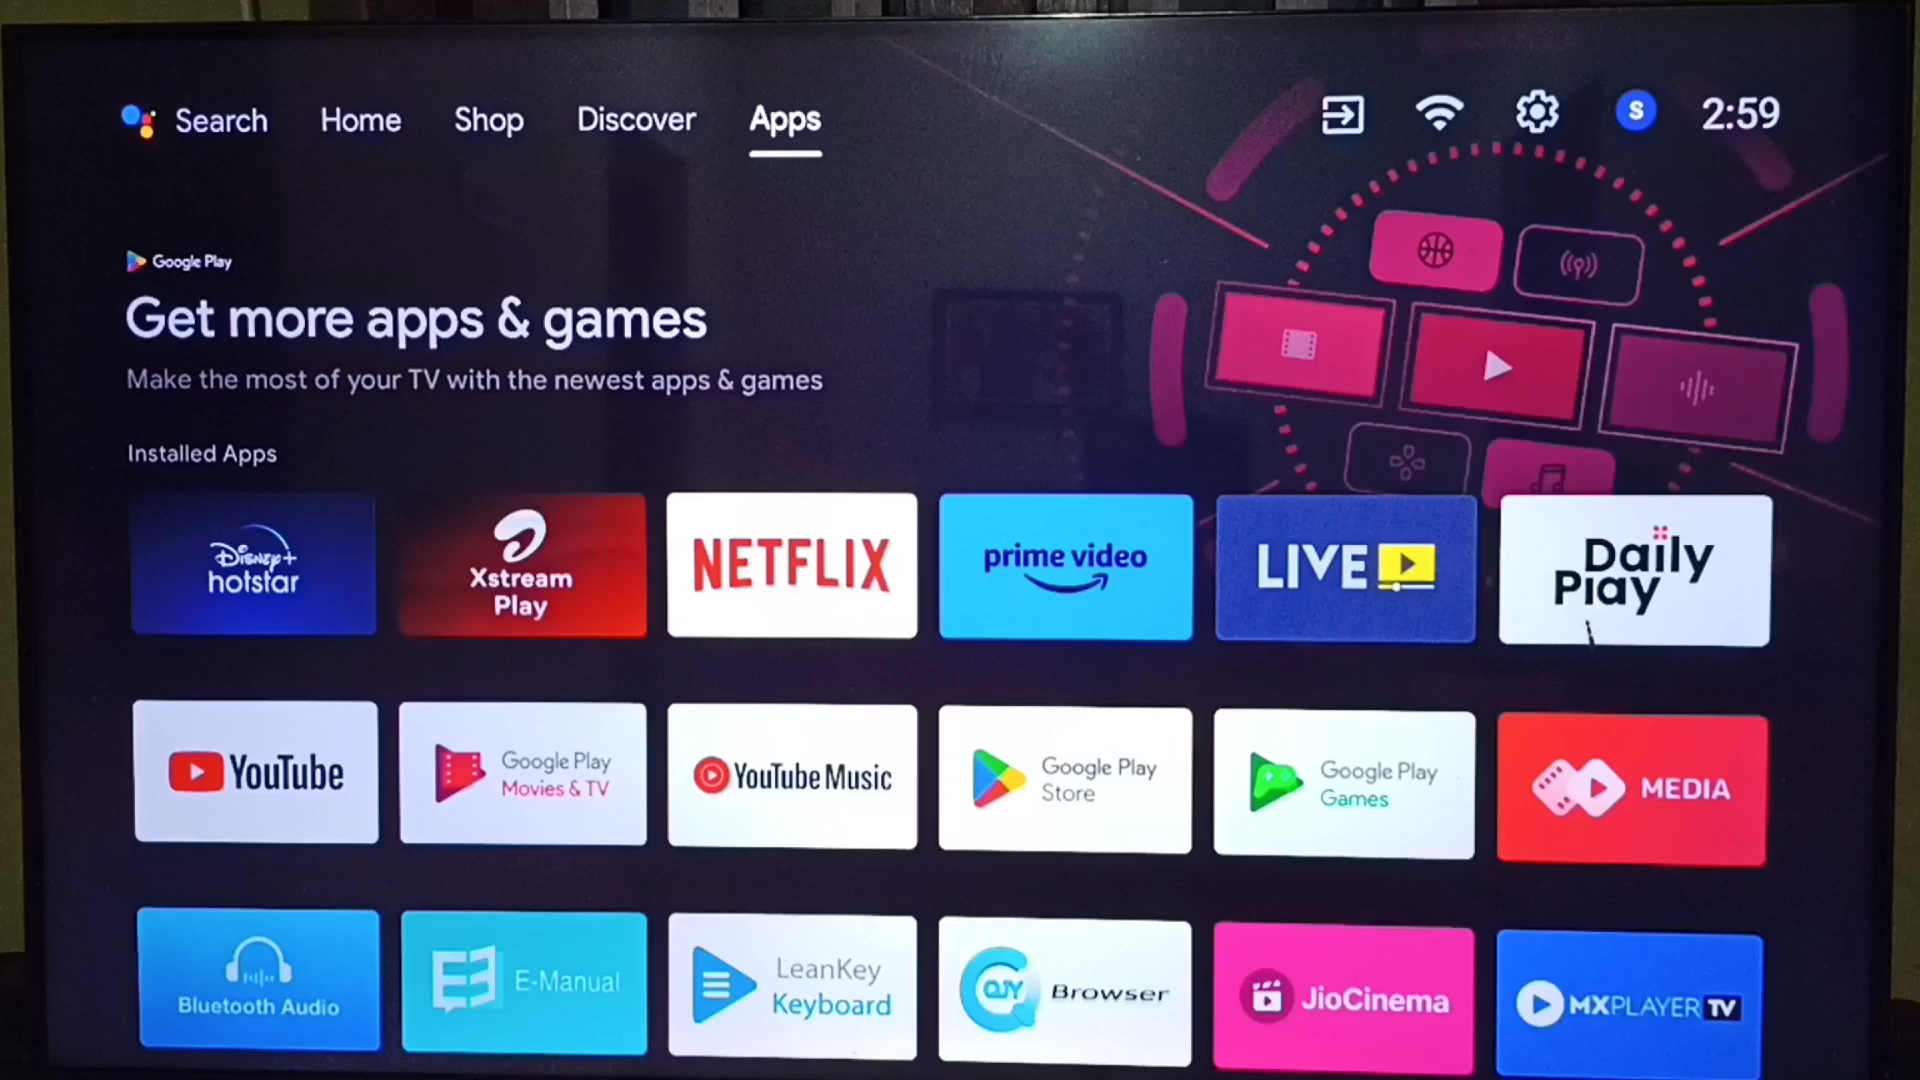 Search Home Shop Discover Apps S 2:59
Google Play
Get more apps & games
Make the most of your TV with the newest apps & games
Installed Apps
Disney+
hotstar
Xstream
Play
NETFLIX
prime video
LIVE
Daily
Play
YouTube
Google Play
Movies & TV
YouTube Music
Google Play
Store
Google Play
Games
MEDIA
Bluetooth Audio
E-Manual
LeanKey
Keyboard
Browser
JioCinema
MXPLAYER TV